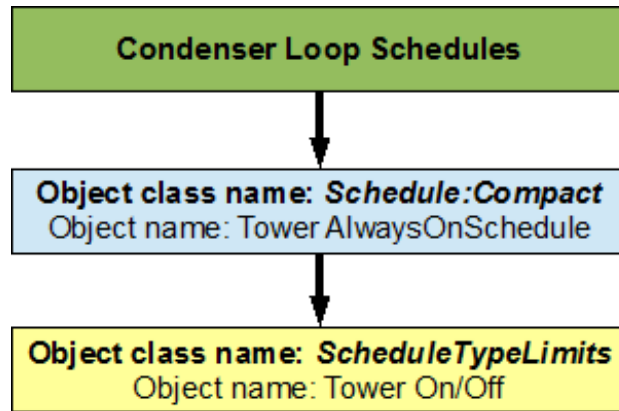 Condenser Loop Schedules
Object class name: Schedule:Compact
Object name: Tower AlwaysOnSchedule
Object class name: ScheduleTypeLimits
Object name: Tower On/Off